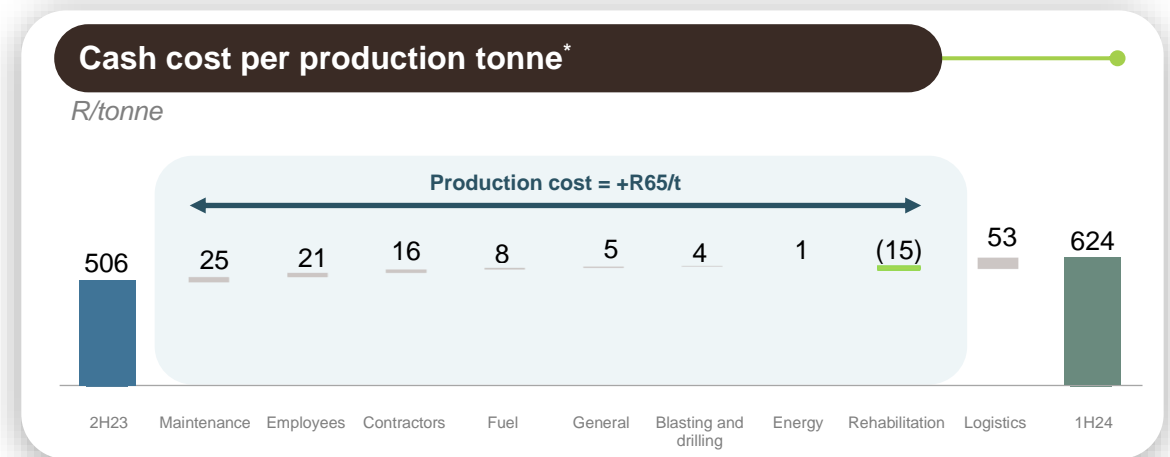 Cash cost per production tonne*
R/tonne
Production cost = +R65/t
506
25
21
16
8
5
4
1
(15)
53
624
2H23
Maintenance
Employees
Contractors
Fuel
General
Blasting and
drilling
Energy
Rehabilitation
Logistics
1H24